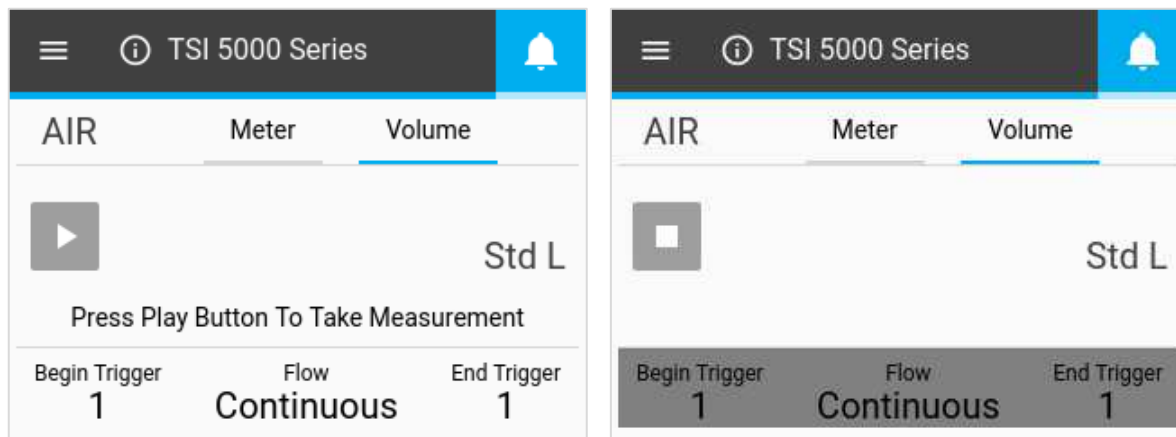 TSI 5000 Series
AIR Meter Volume
Std L
Press Play Button To Take Measurement
Begin Trigger Flow End Trigger
1 Continuous 1
TSI 5000 Series
AIR Meter Volume
Std L
Begin Trigger Flow End Trigger
1 Continuous 1